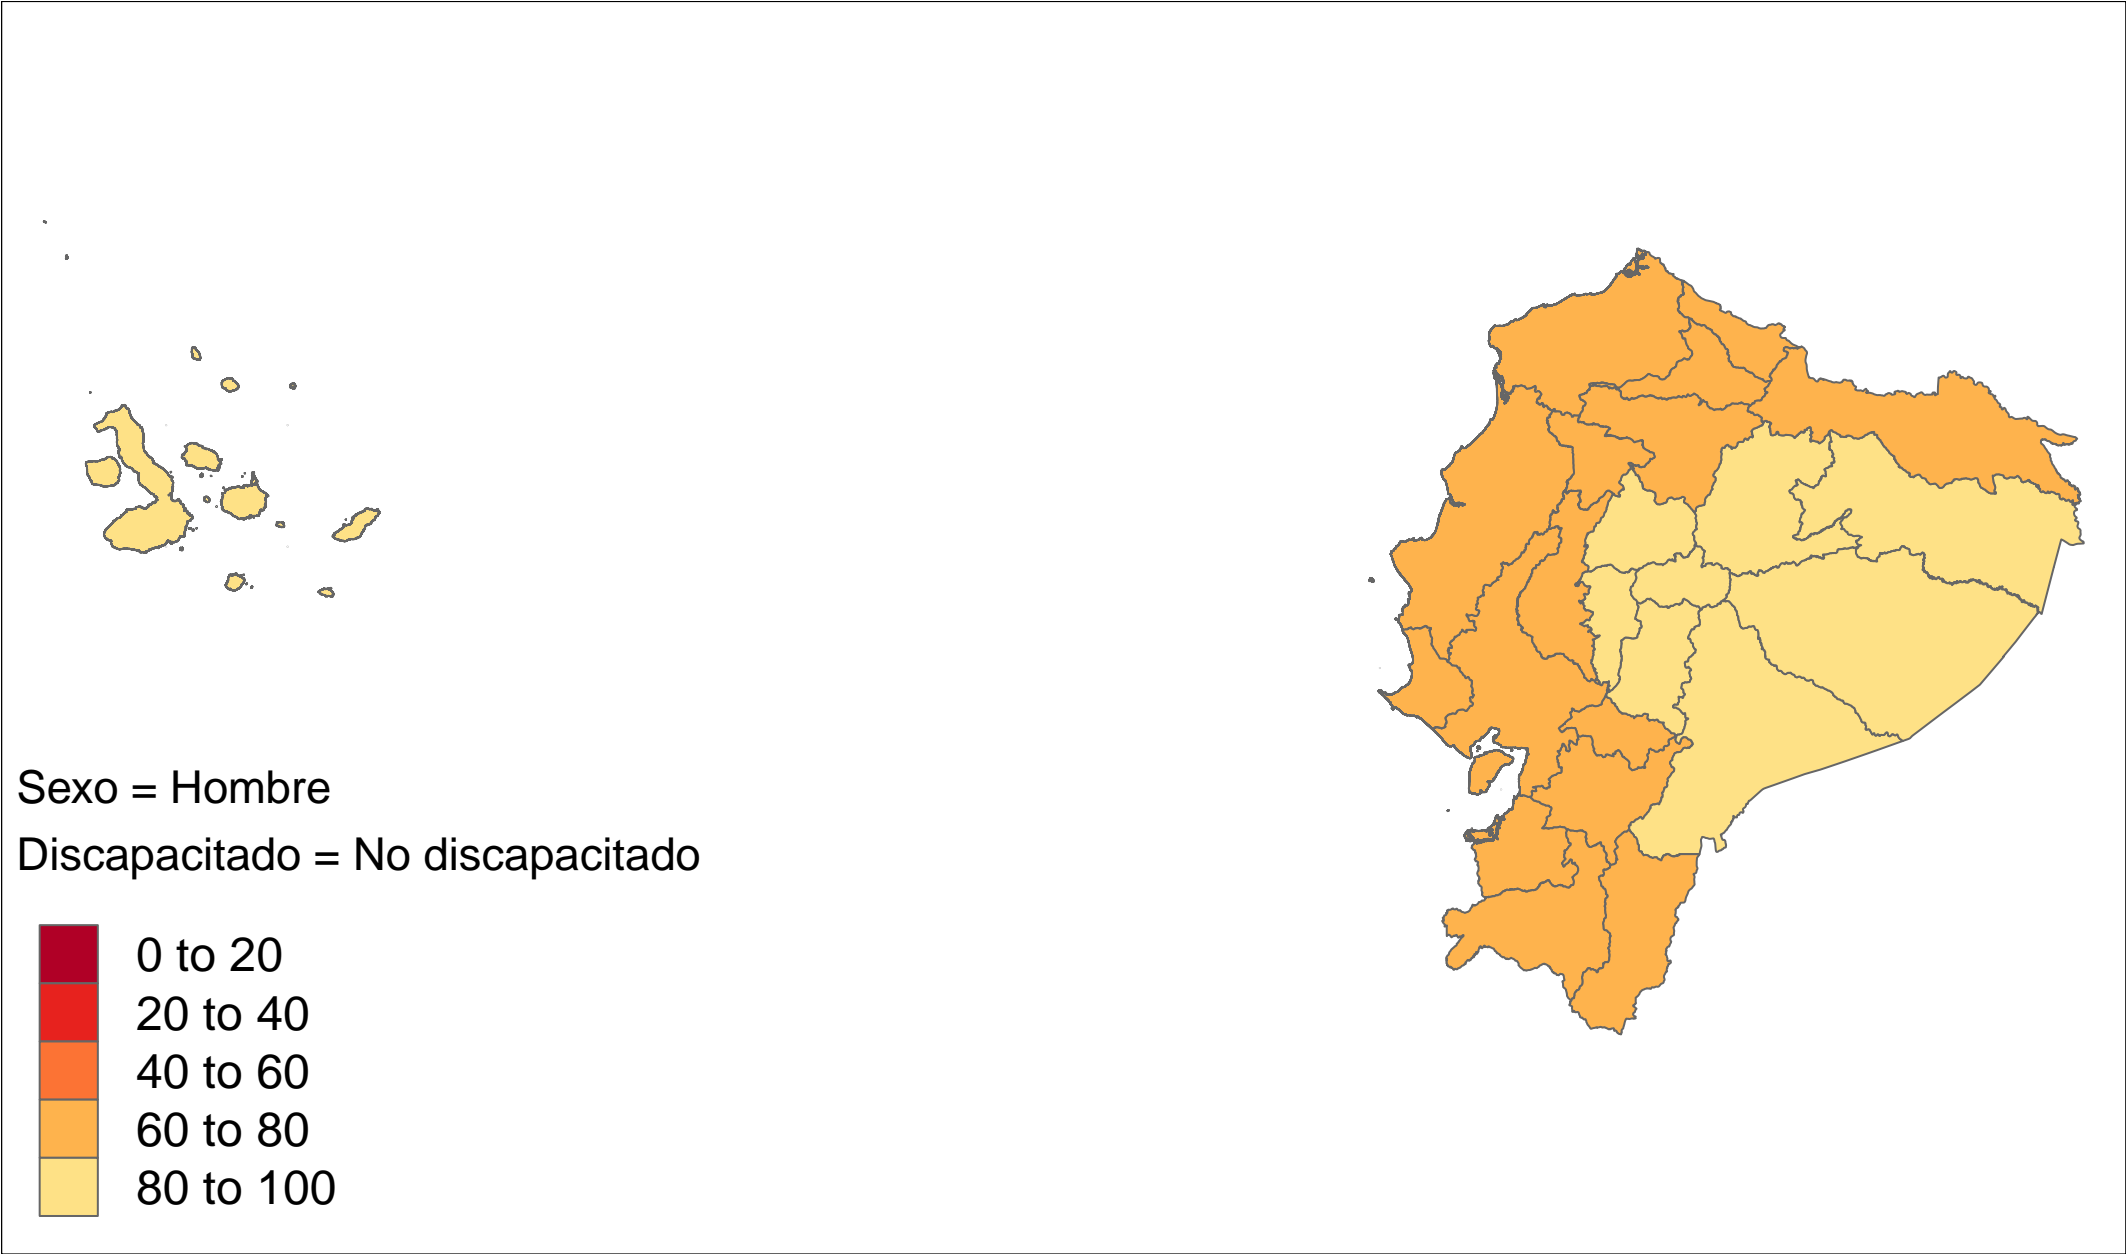 Sexo = Hombre
Discapacitado = No discapacitado
0 to 20
20 to 40
40 to 60
60 to 80
80 to 100